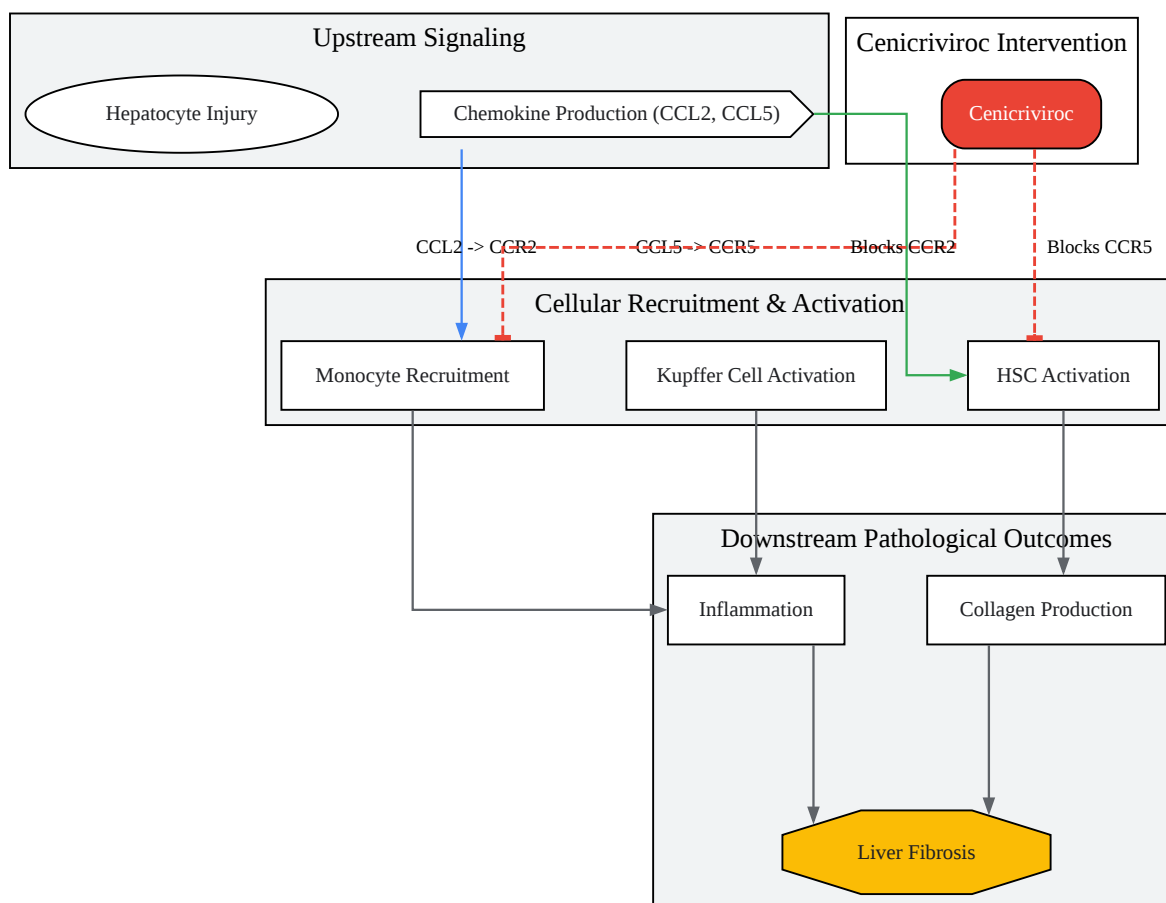 Upstream Signaling
Cenicriviroc Intervention
Hepatocyte Injury
Chemokine Production (CCL2, CCL5)
Cenicriviroc
CCL2 -> CCR2
CCL5 -> CCR5
Blocks CCR2
Blocks CCR5
Cellular Recruitment & Activation
Monocyte Recruitment
Kupffer Cell Activation
HSC Activation
Downstream Pathological Outcomes
Inflammation
Collagen Production
Liver Fibrosis